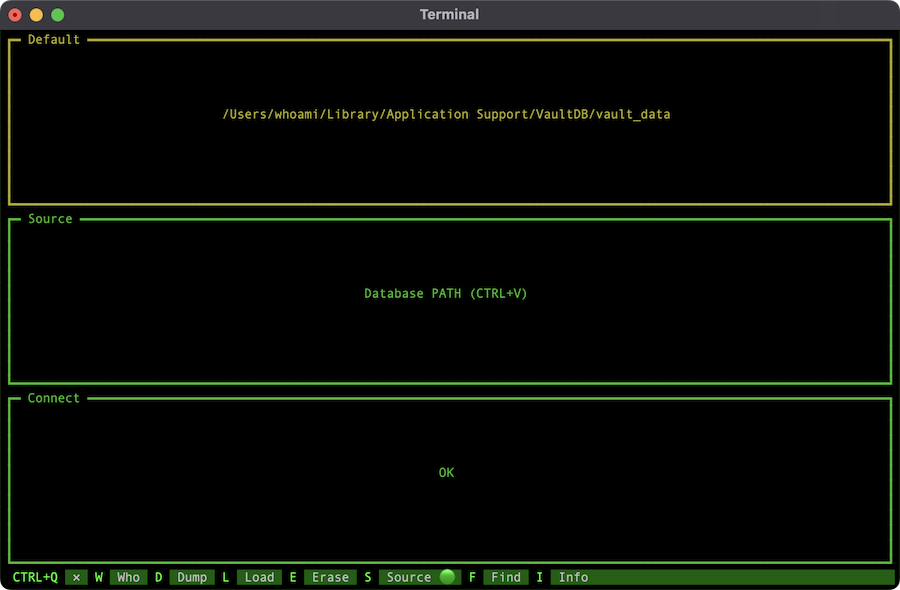 Terminal
Default
/Users/whoami/Library/Application Support/VaultDB/vault_data
Source
Database PATH (CTRL+V)
Connect
OK
CTRL+Q × W Who D Dump L Load E Erase S Source F Find I Info